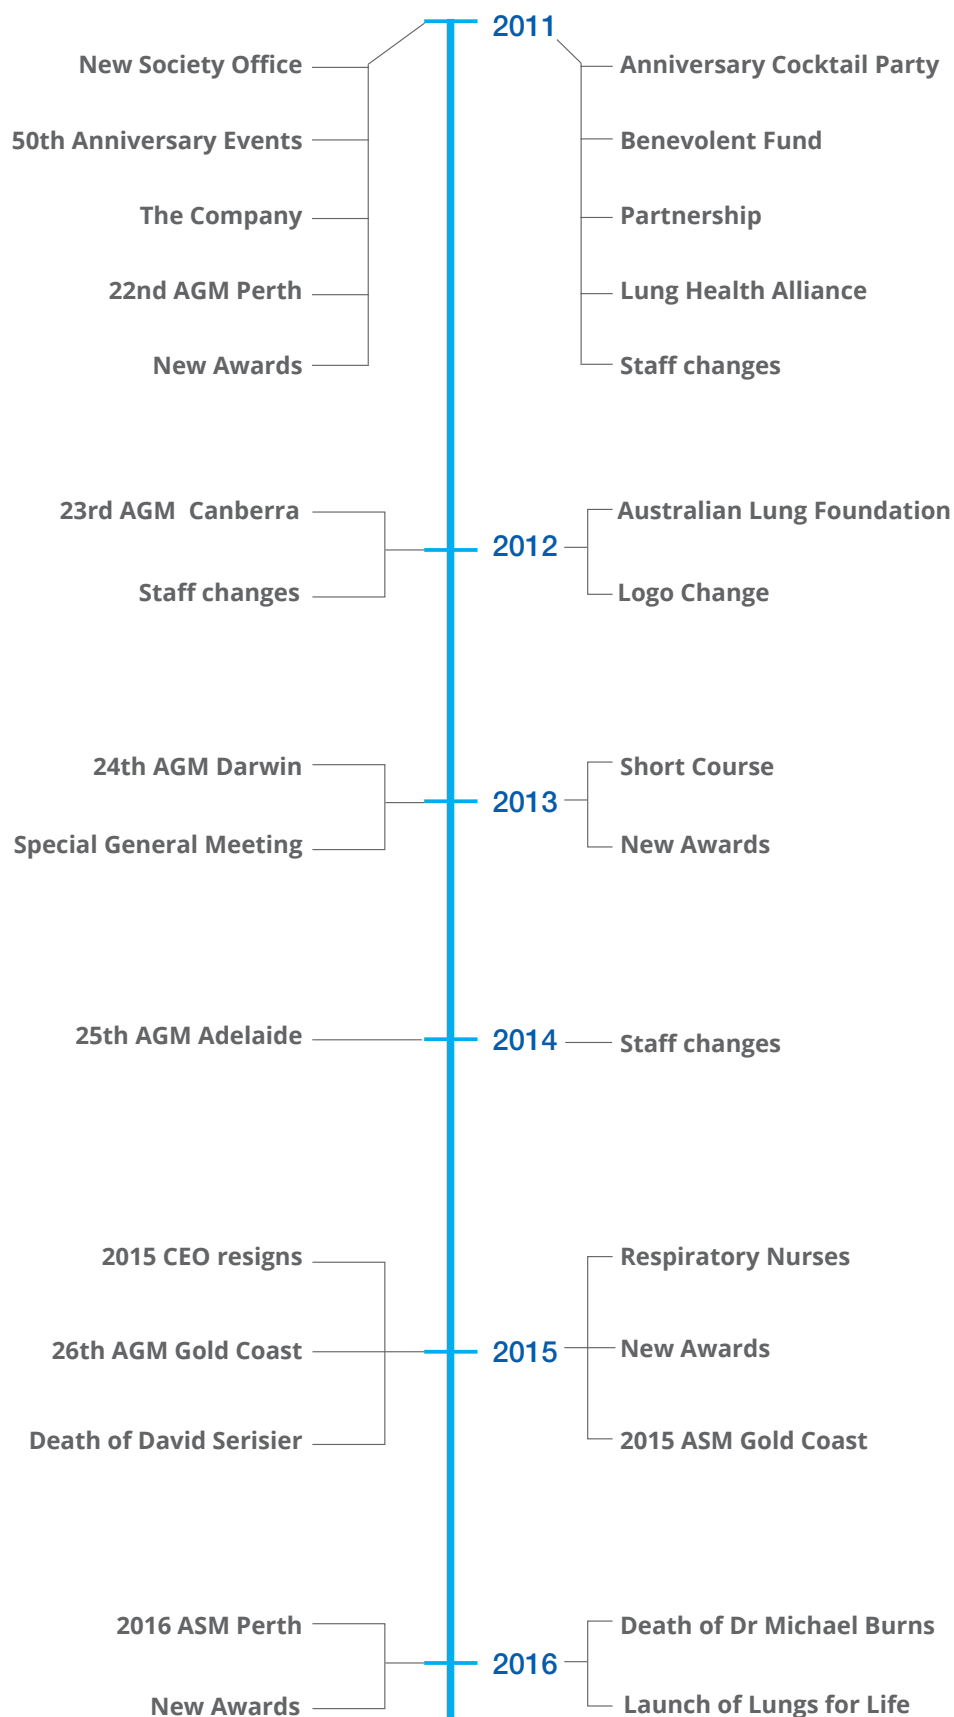 2011
New Society Office
50th Anniversary Events
The Company
22nd AGM Perth
New Awards
Anniversary Cocktail Party
Benevolent Fund
Partnership
Lung Health Alliance
Staff changes
2012
23rd AGM  Canberra
Staff changes
Australian Lung Foundation
Logo Change
2013
24th AGM Darwin
Special General Meeting
Short Course
New Awards
2014
25th AGM Adelaide
Staff changes
2015
2015 CEO resigns
26th AGM Gold Coast
Death of David Serisier
Respiratory Nurses
New Awards
2015 ASM Gold Coast
2016
2016 ASM Perth
New Awards
Death of Dr Michael Burns
Launch of Lungs for Life